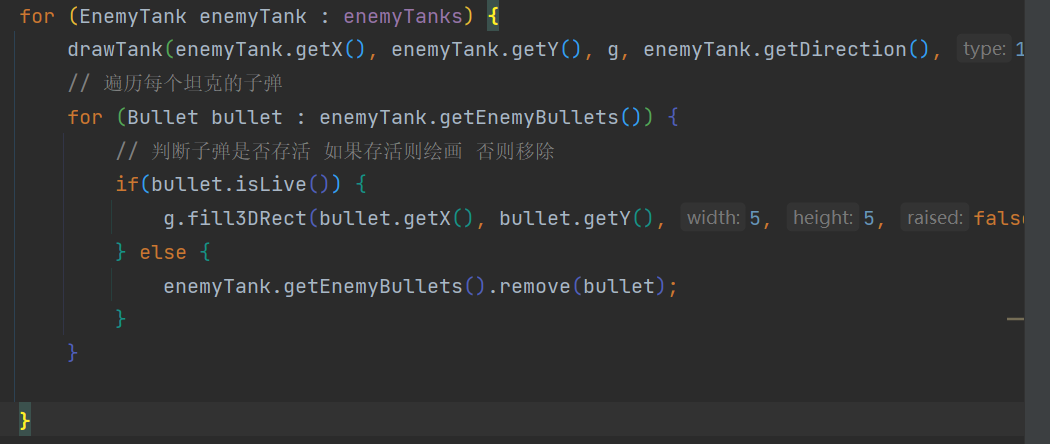 for (EnemyTank enemyTank : enemyTanks) {
drawTank(enemyTank.getX(), enemyTank.getY(), g, enemyTank.getDirection(), type: 1
// 遍历每个坦克的子弹
for (Bullet bullet : enemyTank.getEnemyBullets()) {
// 判断子弹是否存活 如果存活则绘画 否则移除
if(bullet.isLive()) {
g.fill3DRect(bullet.getX(), bullet.getY(), width: 5, height: 5, raised: fals
} else {
enemyTank.getEnemyBullets().remove(bullet);
}
}
}